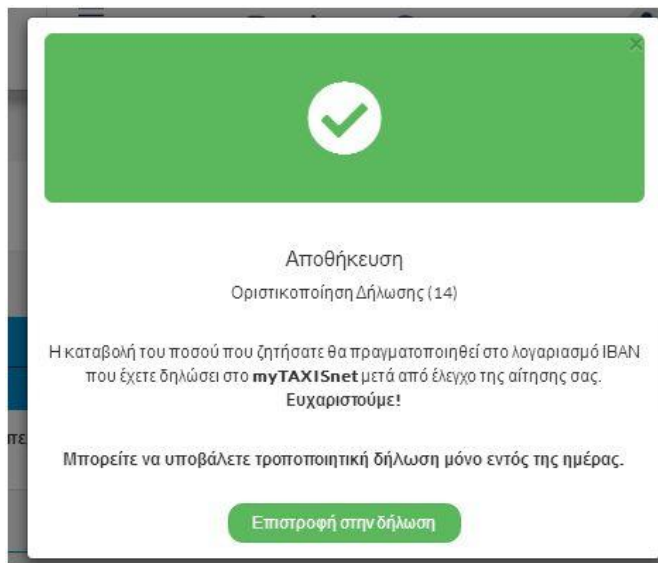 ×
Αποθήκευση
Οριστικοποίηση Δήλωσης (14)
Η καταβολή του ποσού που ζητήσατε θα πραγματοποιηθεί στο λογαριασμό IBAN
που έχετε δηλώσει στο myTAXISnet μετά από έλεγχο της αίτησης σας.
Ευχαριστούμε!
Μπορείτε να υποβάλετε τροποποιητική δήλωση μόνο εντός της ημέρας.
Επιστροφή στην δήλωση